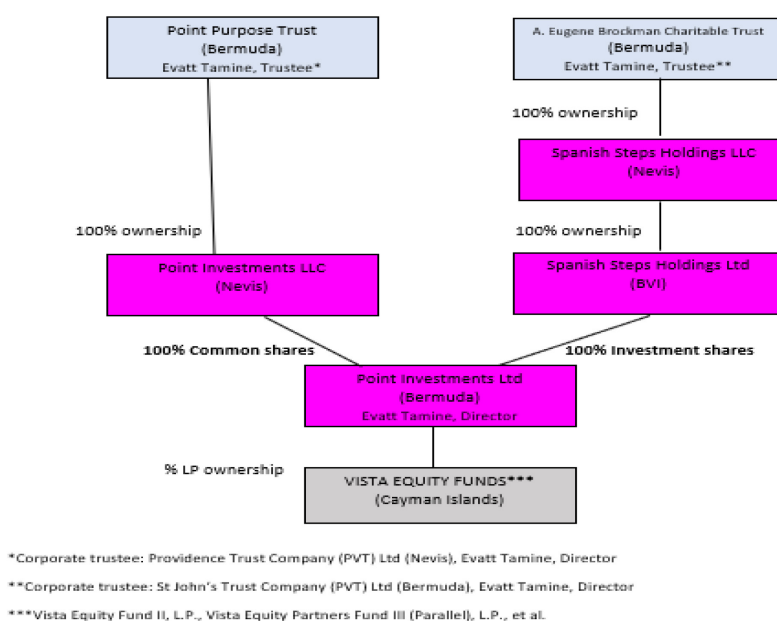 Point Purpose Trust
(Bermuda)
Evatt Tamine, Trustee*
A. Eugene Brockman Charitable Trust
(Bermuda)
Evatt Tamine, Trustee**
100% ownership
Spanish Steps Holdings LLC
(Nevis)
100% ownership
100% ownership
Point Investments LLC
(Nevis)
Spanish Steps Holdings Ltd
(BVI)
100% Common shares
100% Investment shares
Point Investments Ltd
(Bermuda)
Evatt Tamine, Director
% LP ownership
VISTA EQUITY FUNDS***
(Cayman Islands)
*Corporate trustee: Providence Trust Company (PVT) Ltd (Nevis), Evatt Tamine, Director
**Corporate trustee: St John's Trust Company (PVT) Ltd (Bermuda), Evatt Tamine, Director
***Vista Equity Fund II, L.P., Vista Equity Partners Fund III (Parallel), L.P., et al.